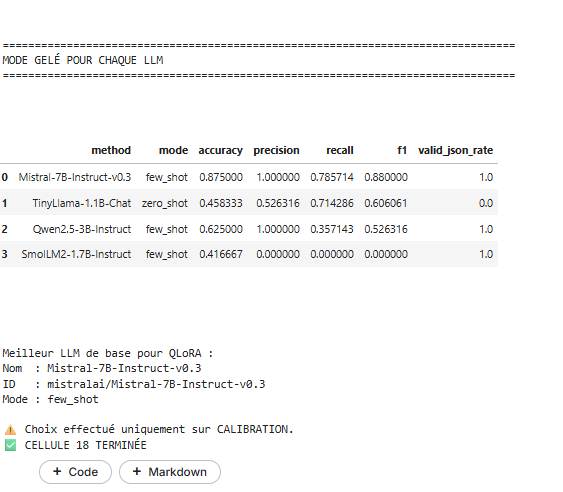 ================================================================================
MODE GELÉ POUR CHAQUE LLM
================================================================================
method mode accuracy precision recall f1 valid_json_rate
0 Mistral-7B-Instruct-v0.3 few_shot 0.875000 1.000000 0.785714 0.880000 1.0
1 TinyLlama-1.1B-Chat zero_shot 0.458333 0.526316 0.714286 0.606061 0.0
2 Qwen2.5-3B-Instruct few_shot 0.625000 1.000000 0.357143 0.526316 1.0
3 SmolLM2-1.7B-Instruct few_shot 0.416667 0.000000 0.000000 0.000000 1.0
Meilleur LLM de base pour QLoRA :
Nom  : Mistral-7B-Instruct-v0.3
ID   : mistralai/Mistral-7B-Instruct-v0.3
Mode : few_shot
⚠️ Choix effectué uniquement sur CALIBRATION.
✅ CELLULE 18 TERMINÉE
+ Code + Markdown